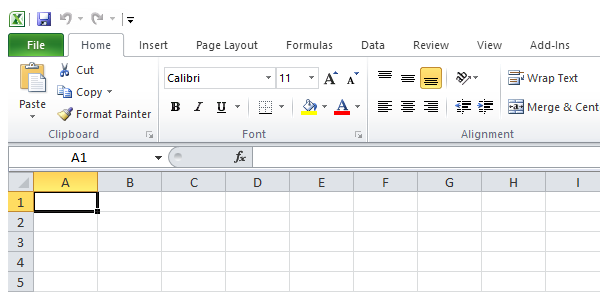 File Home Insert Page Layout Formulas Data Review View Add-Ins
Cut
Copy
Format Painter
Paste
Clipboard
Calibri 11 A A
B I U A
Font
Wrap Text
Merge & Cent
Alignment
A1 fx
A B C D E F G H I
1
2
3
4
5